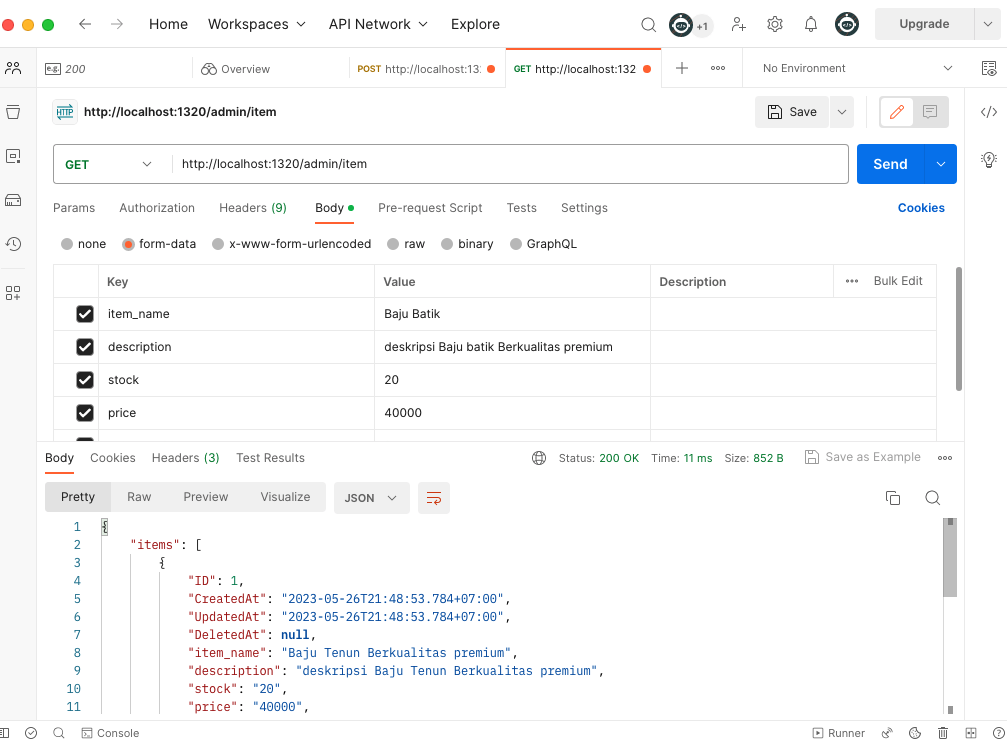 Home Workspaces API Network Explore +1 Upgrade
e.g. 200 Overview POST http://localhost:13 GET http://localhost:132 No Environment
HTTP http://localhost:1320/admin/item Save
GET http://localhost:1320/admin/item Send
Params Authorization Headers (9) Body Pre-request Script Tests Settings Cookies
none form-data x-www-form-urlencoded raw binary GraphQL
Key Value Description Bulk Edit
item_name Baju Batik
description deskripsi Baju batik Berkualitas premium
stock 20
price 40000
Body Cookies Headers (3) Test Results Status: 200 OK Time: 11 ms Size: 852 B Save as Example
Pretty Raw Preview Visualize JSON
1 {
2 "items": [
3 {
4 "ID": 1,
5 "CreatedAt": "2023-05-26T21:48:53.784+07:00",
6 "UpdatedAt": "2023-05-26T21:48:53.784+07:00",
7 "DeletedAt": null,
8 "item_name": "Baju Tenun Berkualitas premium",
9 "description": "deskripsi Baju Tenun Berkualitas premium",
10 "stock": "20",
11 "price": "40000",
Console Runner